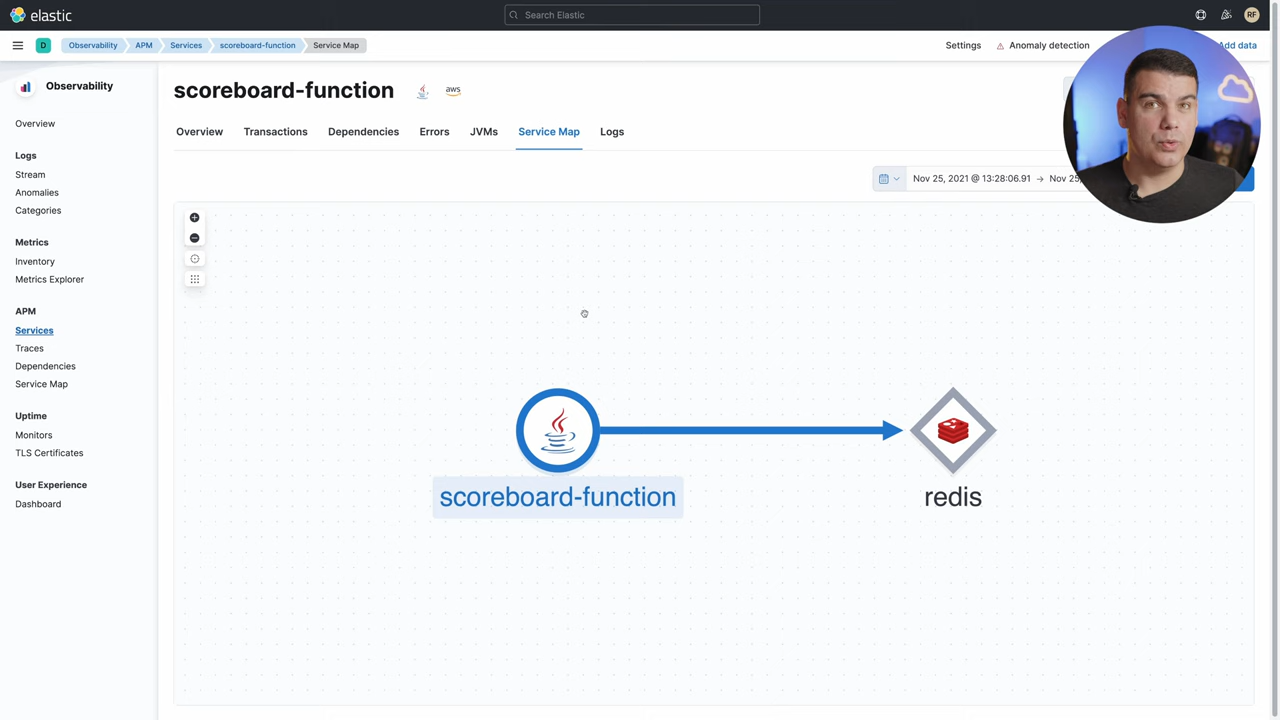 elastic
Search Elastic
RF
D
Observability
APM
Services
scoreboard-function
Service Map
Settings
Anomaly detection
Add data
Observability
Overview
Logs
Stream
Anomalies
Categories
Metrics
Inventory
Metrics Explorer
APM
Services
Traces
Dependencies
Service Map
Uptime
Monitors
TLS Certificates
User Experience
Dashboard
scoreboard-function
aws
Overview
Transactions
Dependencies
Errors
JVMs
Service Map
Logs
Nov 25, 2021 @ 13:28:06.91 → Nov 25,
scoreboard-function
redis